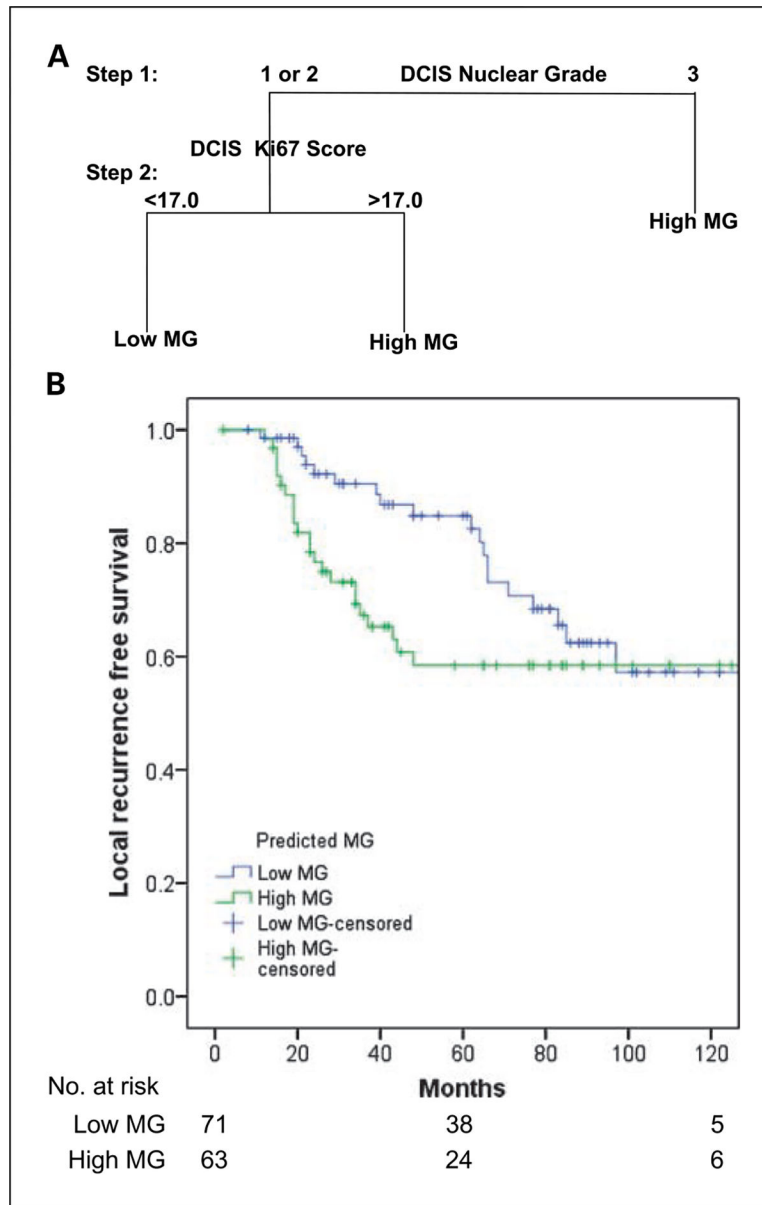 A
Step 1: 1 or 2 DCIS Nuclear Grade 3
DCIS Ki67 Score
Step 2:
<17.0 >17.0
High MG
Low MG High MG
B
1.0
0.8
0.6
0.4
0.2
0.0
Local recurrence free survival
Predicted MG
Low MG
High MG
Low MG-censored
High MG-
censored
0 20 40 60 80 100 120
Months
No. at risk
Low MG 71 38 5
High MG 63 24 6